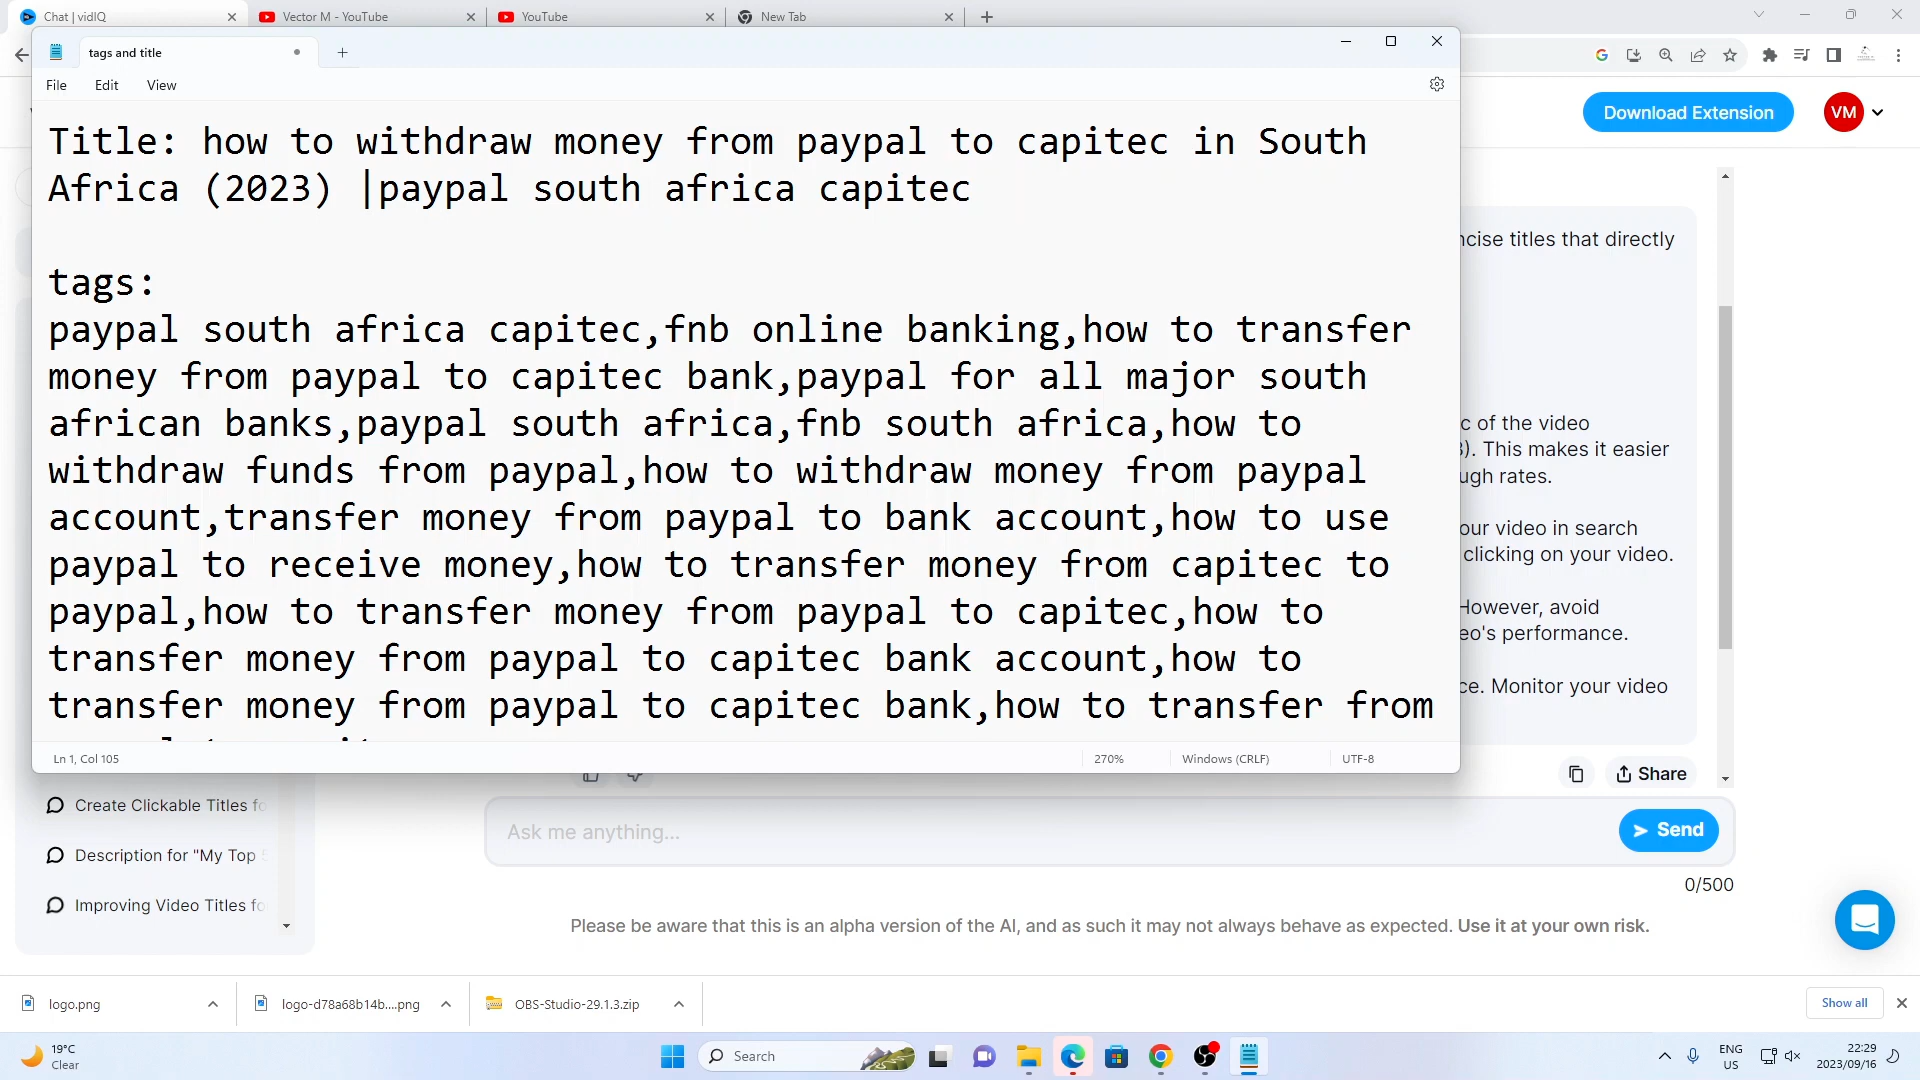 Chat | vidIQ
Vector M - YouTube
YouTube
New Tab
tags and title
File
Edit
View
Download Extension
VM
Title: how to withdraw money from paypal to capitec in South
Africa (2023) |paypal south africa capitec
tags:
paypal south africa capitec,fnb online banking,how to transfer
money from paypal to capitec bank,paypal for all major south
african banks,paypal south africa,fnb south africa,how to
withdraw funds from paypal,how to withdraw money from paypal
account,transfer money from paypal to bank account,how to use
paypal to receive money,how to transfer money from capitec to
paypal,how to transfer money from paypal to capitec,how to
transfer money from paypal to capitec bank account,how to
transfer money from paypal to capitec bank,how to transfer from
Ln 1, Col 105
270%
Windows (CRLF)
UTF-8
titles that directly
of the video
This makes it easier
rates.
video in search
clicking on your video.
However, avoid
performance.
Monitor your video
Share
Create Clickable Titles
Description for "My Top
Improving Video Titles
Ask me anything...
Send
0/500
Please be aware that this is an alpha version of the AI, and as such it may not always behave as expected. Use it at your own risk.
logo.png
logo-d78a68b14b....png
OBS-Studio-29.1.3.zip
Show all
19°C
Clear
Search
ENG
US
22:29
2023/09/16